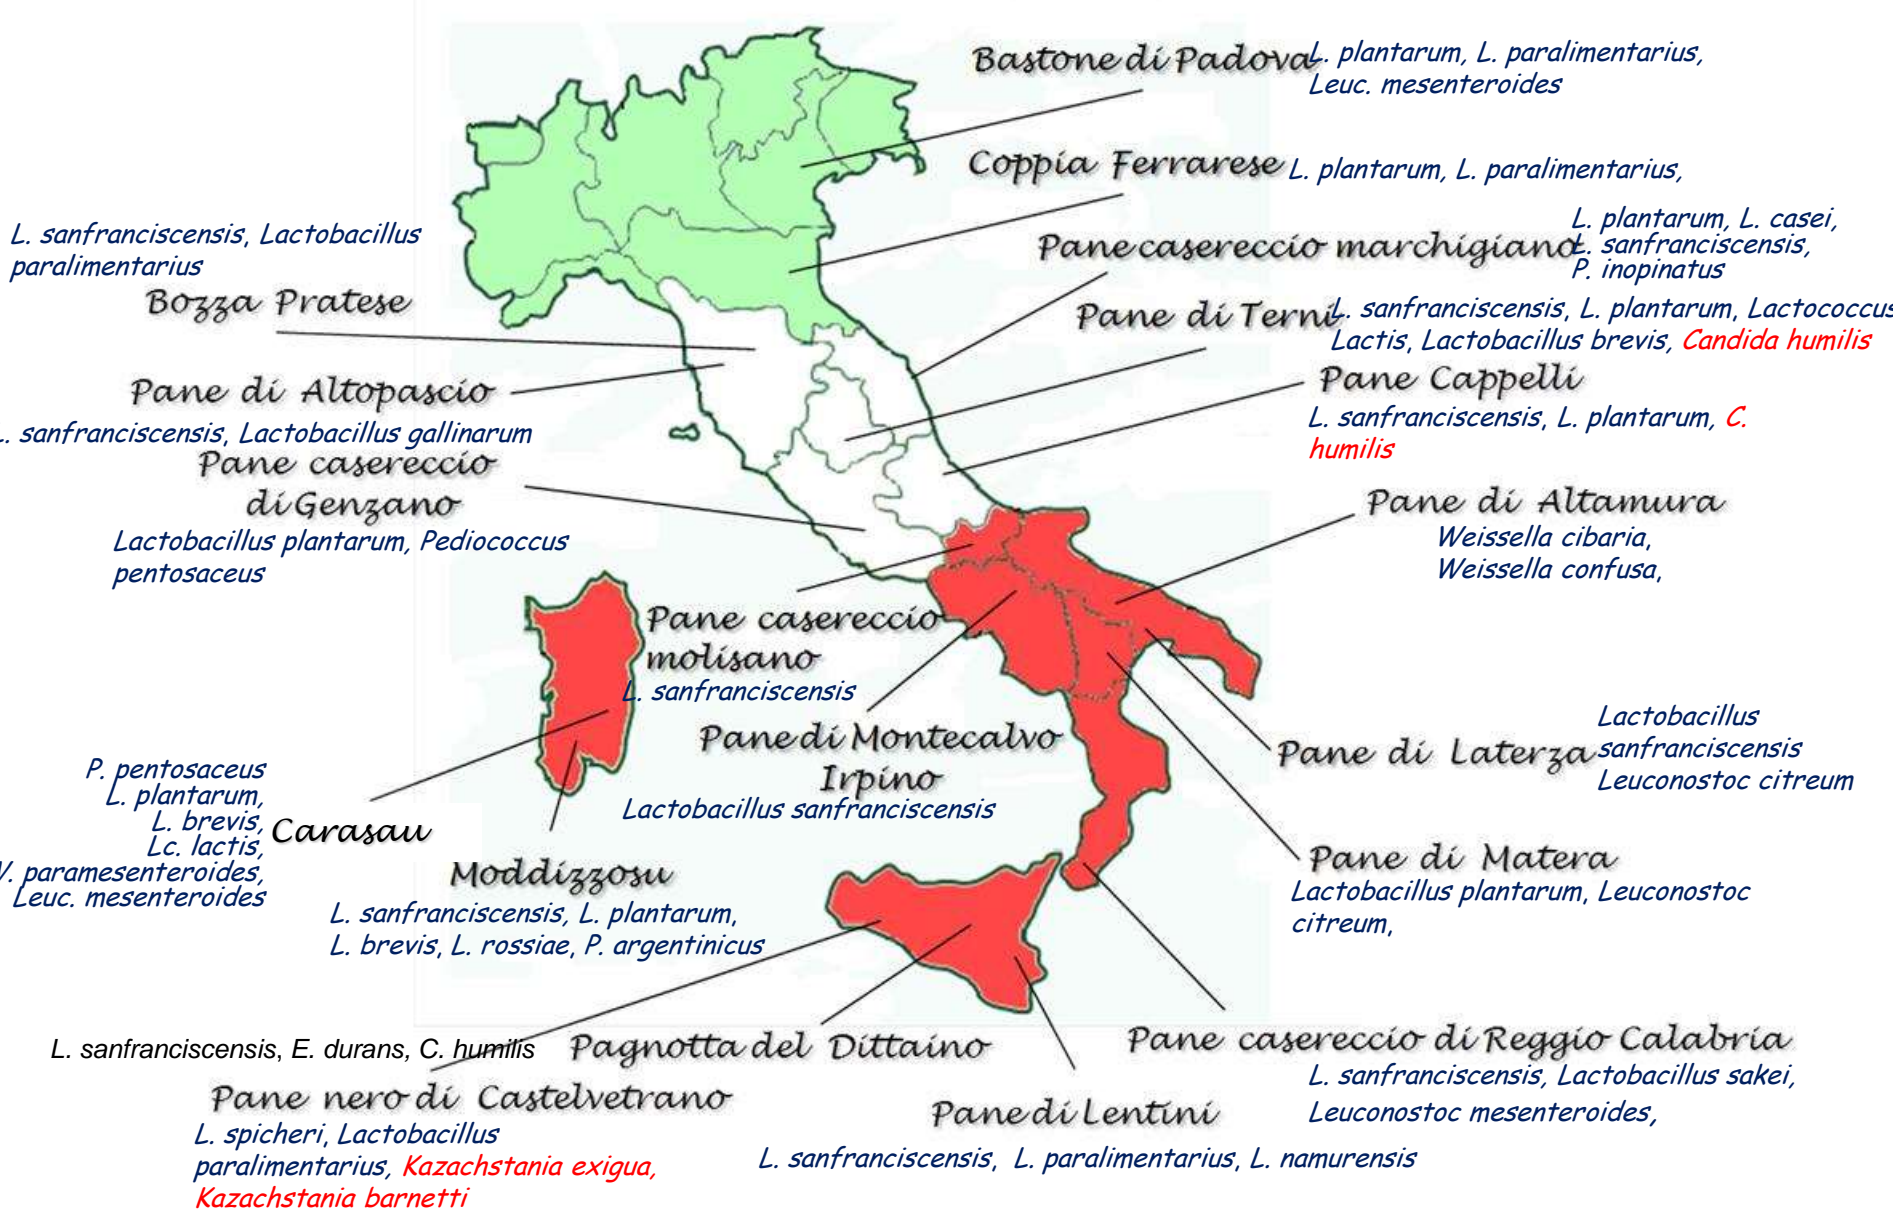 Bastone di Padova
L. plantarum, L. paralimentarius,
Leuc. mesenteroides
Coppia Ferrarese
L. plantarum, L. paralimentarius,
Pane casereccio marchigiano
L. plantarum, L. casei,
L. sanfranciscensis,
P. inopinatus
L. sanfranciscensis, Lactobacillus
paralimentarius
Bozza Pratese
Pane di Terni
L. sanfranciscensis, L. plantarum, Lactococcus
Lactis, Lactobacillus brevis, Candida humilis
Pane di Altopascio
L. sanfranciscensis, Lactobacillus gallinarum
Pane Cappelli
L. sanfranciscensis, L. plantarum, C.
humilis
Pane casereccio
di Genzano
Lactobacillus plantarum, Pediococcus
pentosaceus
Pane di Altamura
Weissella cibaria,
Weissella confusa,
Pane casereccio
molisano
L. sanfranciscensis
Pane di Montecalvo
Irpino
Lactobacillus sanfranciscensis
Pane di Laterza
Lactobacillus
sanfranciscensis
Leuconostoc citreum
P. pentosaceus
L. plantarum,
L. brevis,
Lc. lactis,
W. paramesenteroides,
Leuc. mesenteroides
Carasau
Moddizzosu
L. sanfranciscensis, L. plantarum,
L. brevis, L. rossiae, P. argentinicus
Pane di Matera
Lactobacillus plantarum, Leuconostoc
citreum,
L. sanfranciscensis, E. durans, C. humilis
Pagnotta del Dittaino
Pane casereccio di Reggio Calabria
L. sanfranciscensis, Lactobacillus sakei,
Leuconostoc mesenteroides,
Pane nero di Castelvetrano
L. spicheri, Lactobacillus
paralimentarius, Kazachstania exigua,
Kazachstania barnetti
Pane di Lentini
L. sanfranciscensis, L. paralimentarius, L. namurensis